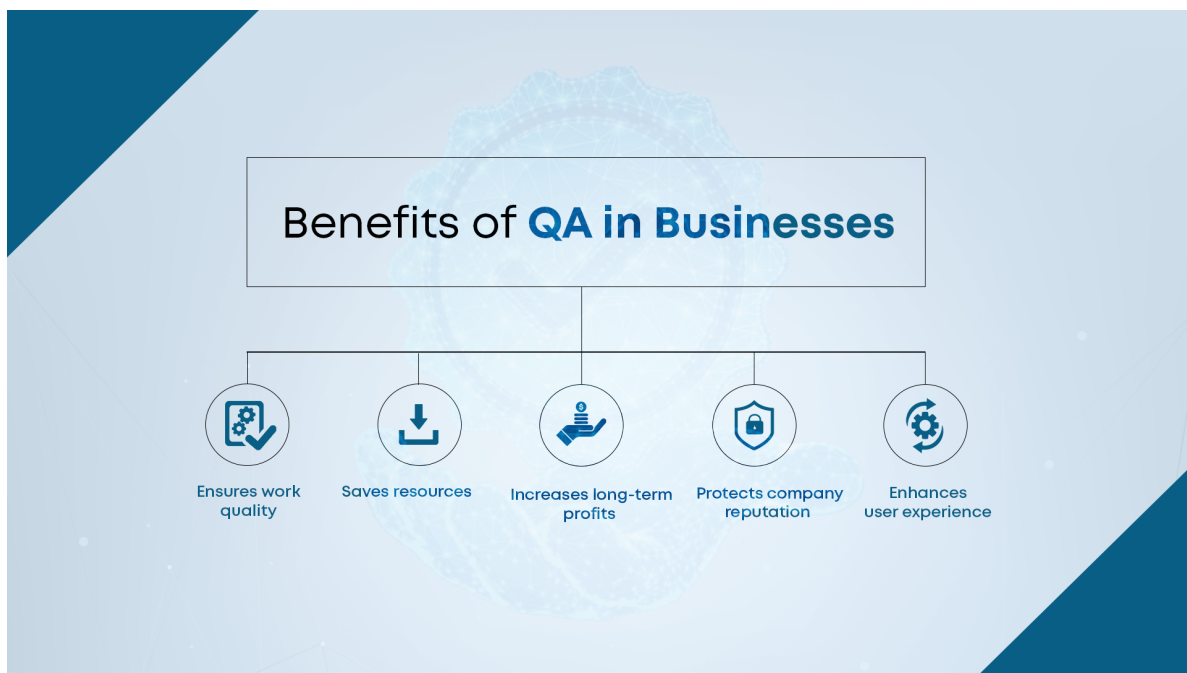 Benefits of QA in Businesses
Ensures work
quality
Saves resources
Increases long-term
profits
Protects company
reputation
Enhances
user experience